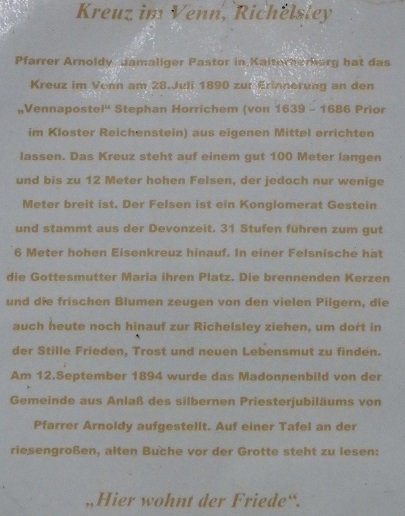 Kreuz im Venn, Richelsley
Pfarrer Arnoldy, damaliger Pastor in Kalterherberg hat das
Kreuz im Venn am 28.Juli 1890 zur Erinnerung an den
„Vennapostel“ Stephan Horrichem (von 1639 – 1686 Prior
im Kloster Reichenstein) aus eigenen Mittel errichten
lassen. Das Kreuz steht auf einem gut 100 Meter langen
und bis zu 12 Meter hohen Felsen, der jedoch nur wenige
Meter breit ist. Der Felsen ist ein Konglomerat Gestein
und stammt aus der Devonzeit. 31 Stufen führen zum gut
6 Meter hohen Eisenkreuz hinauf. In einer Felsnische hat
die Gottesmutter Maria ihren Platz. Die brennenden Kerzen
und die frischen Blumen zeugen von den vielen Pilgern, die
auch heute noch hinauf zur Richelsley ziehen, um dort in
der Stille Frieden, Trost und neuen Lebensmut zu finden.
Am 12.September 1894 wurde das Madonnenbild von der
Gemeinde aus Anlaß des silbernen Priesterjubiläums von
Pfarrer Arnoldy aufgestellt. Auf einer Tafel an der
riesengroßen, alten Buche vor der Grotte steht zu lesen:
„Hier wohnt der Friede“.